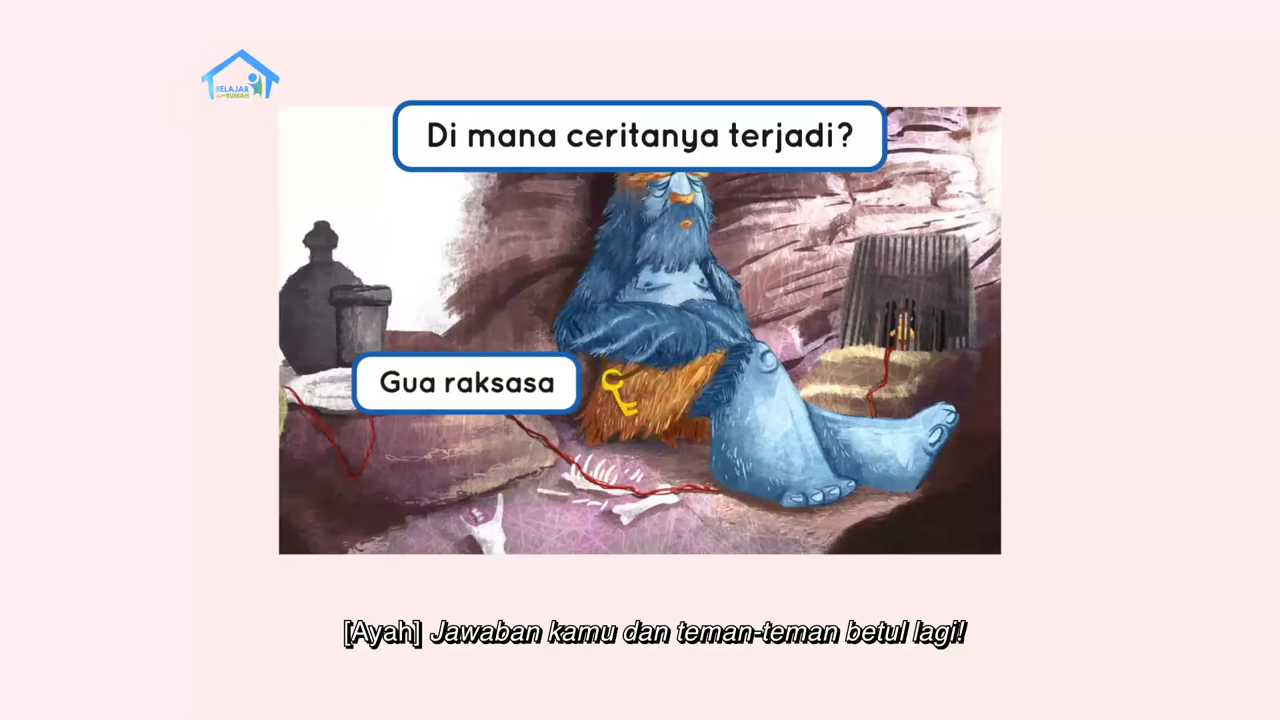 BELAJAR
RUMAH
Di mana ceritanya terjadi?
Gua raksasa
[Ayah] Jawaban kamu dan teman-teman betul lagi!